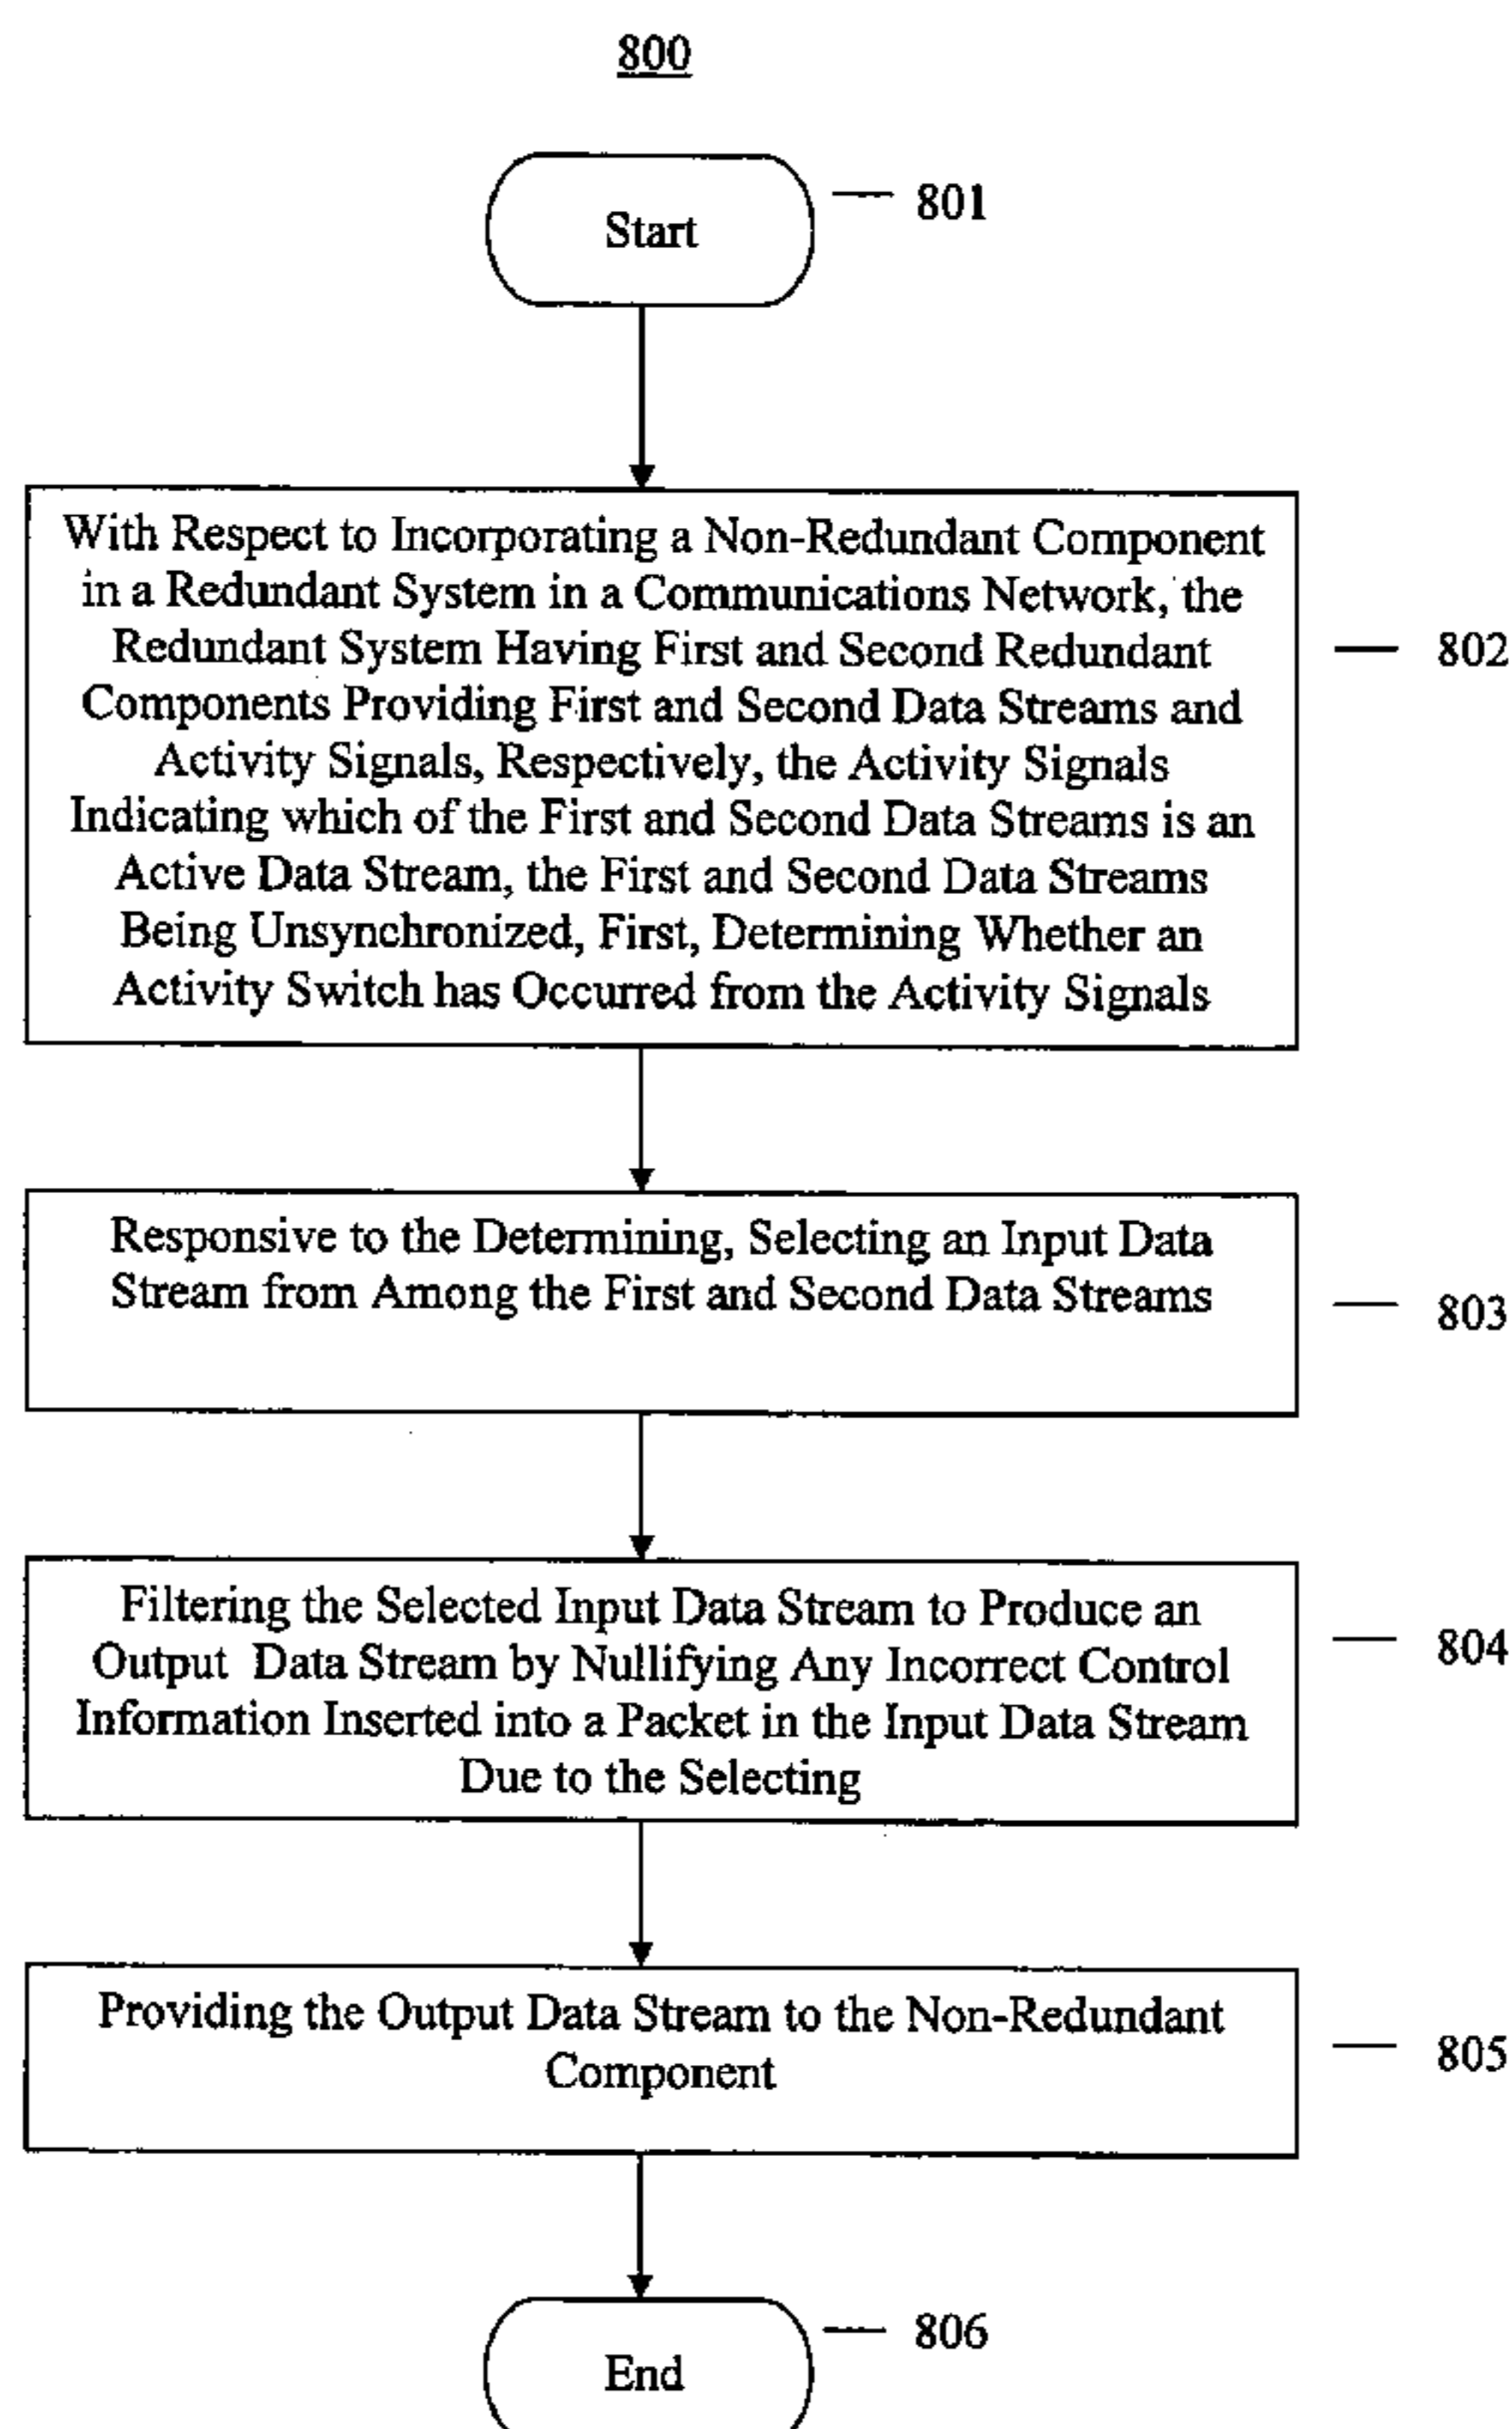 800
Start
801
With Respect to Incorporating a Non-Redundant Component
in a Redundant System in a Communications Network, the
Redundant System Having First and Second Redundant
Components Providing First and Second Data Streams and
Activity Signals, Respectively, the Activity Signals
Indicating which of the First and Second Data Streams is an
Active Data Stream, the First and Second Data Streams
Being Unsynchronized, First, Determining Whether an
Activity Switch has Occurred from the Activity Signals
802
Responsive to the Determining, Selecting an Input Data
Stream from Among the First and Second Data Streams
803
Filtering the Selected Input Data Stream to Produce an
Output Data Stream by Nullifying Any Incorrect Control
Information Inserted into a Packet in the Input Data Stream
Due to the Selecting
804
Providing the Output Data Stream to the Non-Redundant
Component
805
End
806